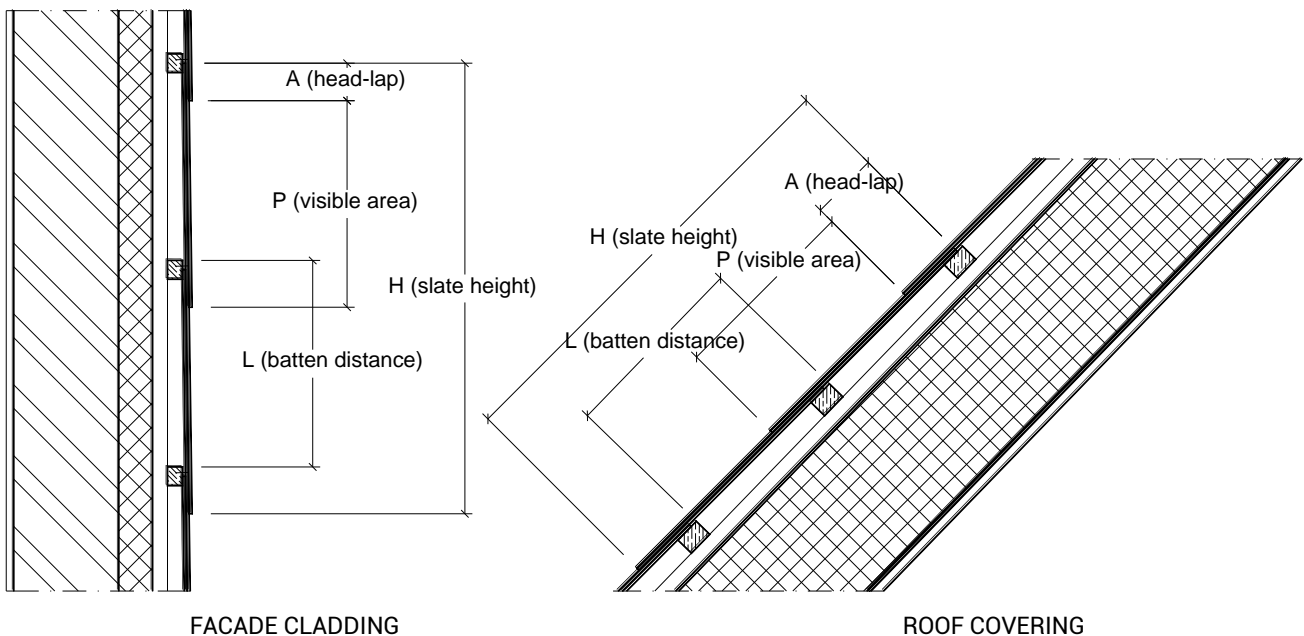 A (head-lap)
P (visible area)
H (slate height)
L (batten distance)
A (head-lap)
H (slate height)
P (visible area)
L (batten distance)
FACADE CLADDING
ROOF COVERING